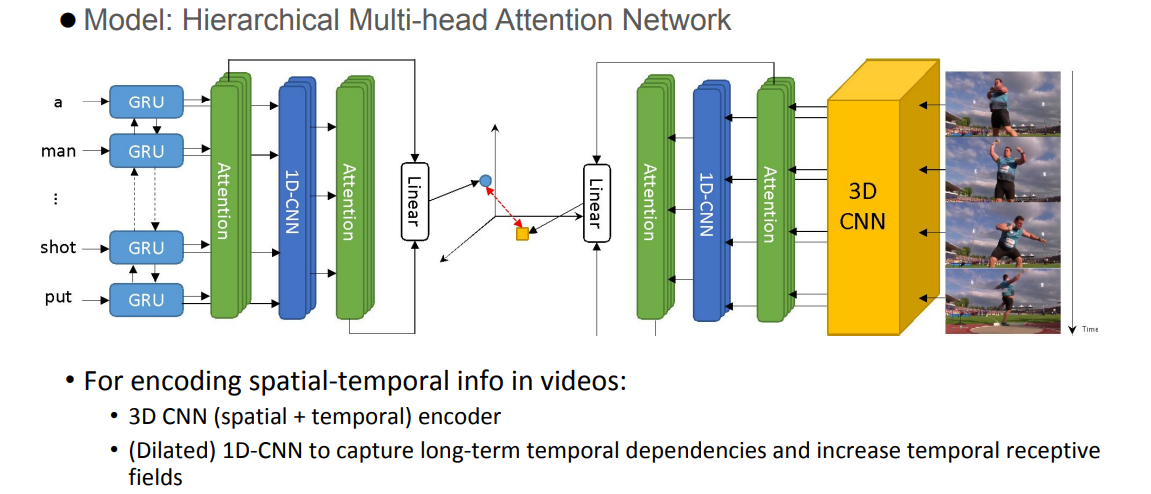 ● Model: Hierarchical Multi-head Attention Network
a
man
⋮
shot
put
GRU
GRU
GRU
GRU
Attention
1D-CNN
Attention
Linear
Linear
Attention
1D-CNN
Attention
3D
CNN
Time
• For encoding spatial-temporal info in videos:
• 3D CNN (spatial + temporal) encoder
• (Dilated) 1D-CNN to capture long-term temporal dependencies and increase temporal receptive
fields